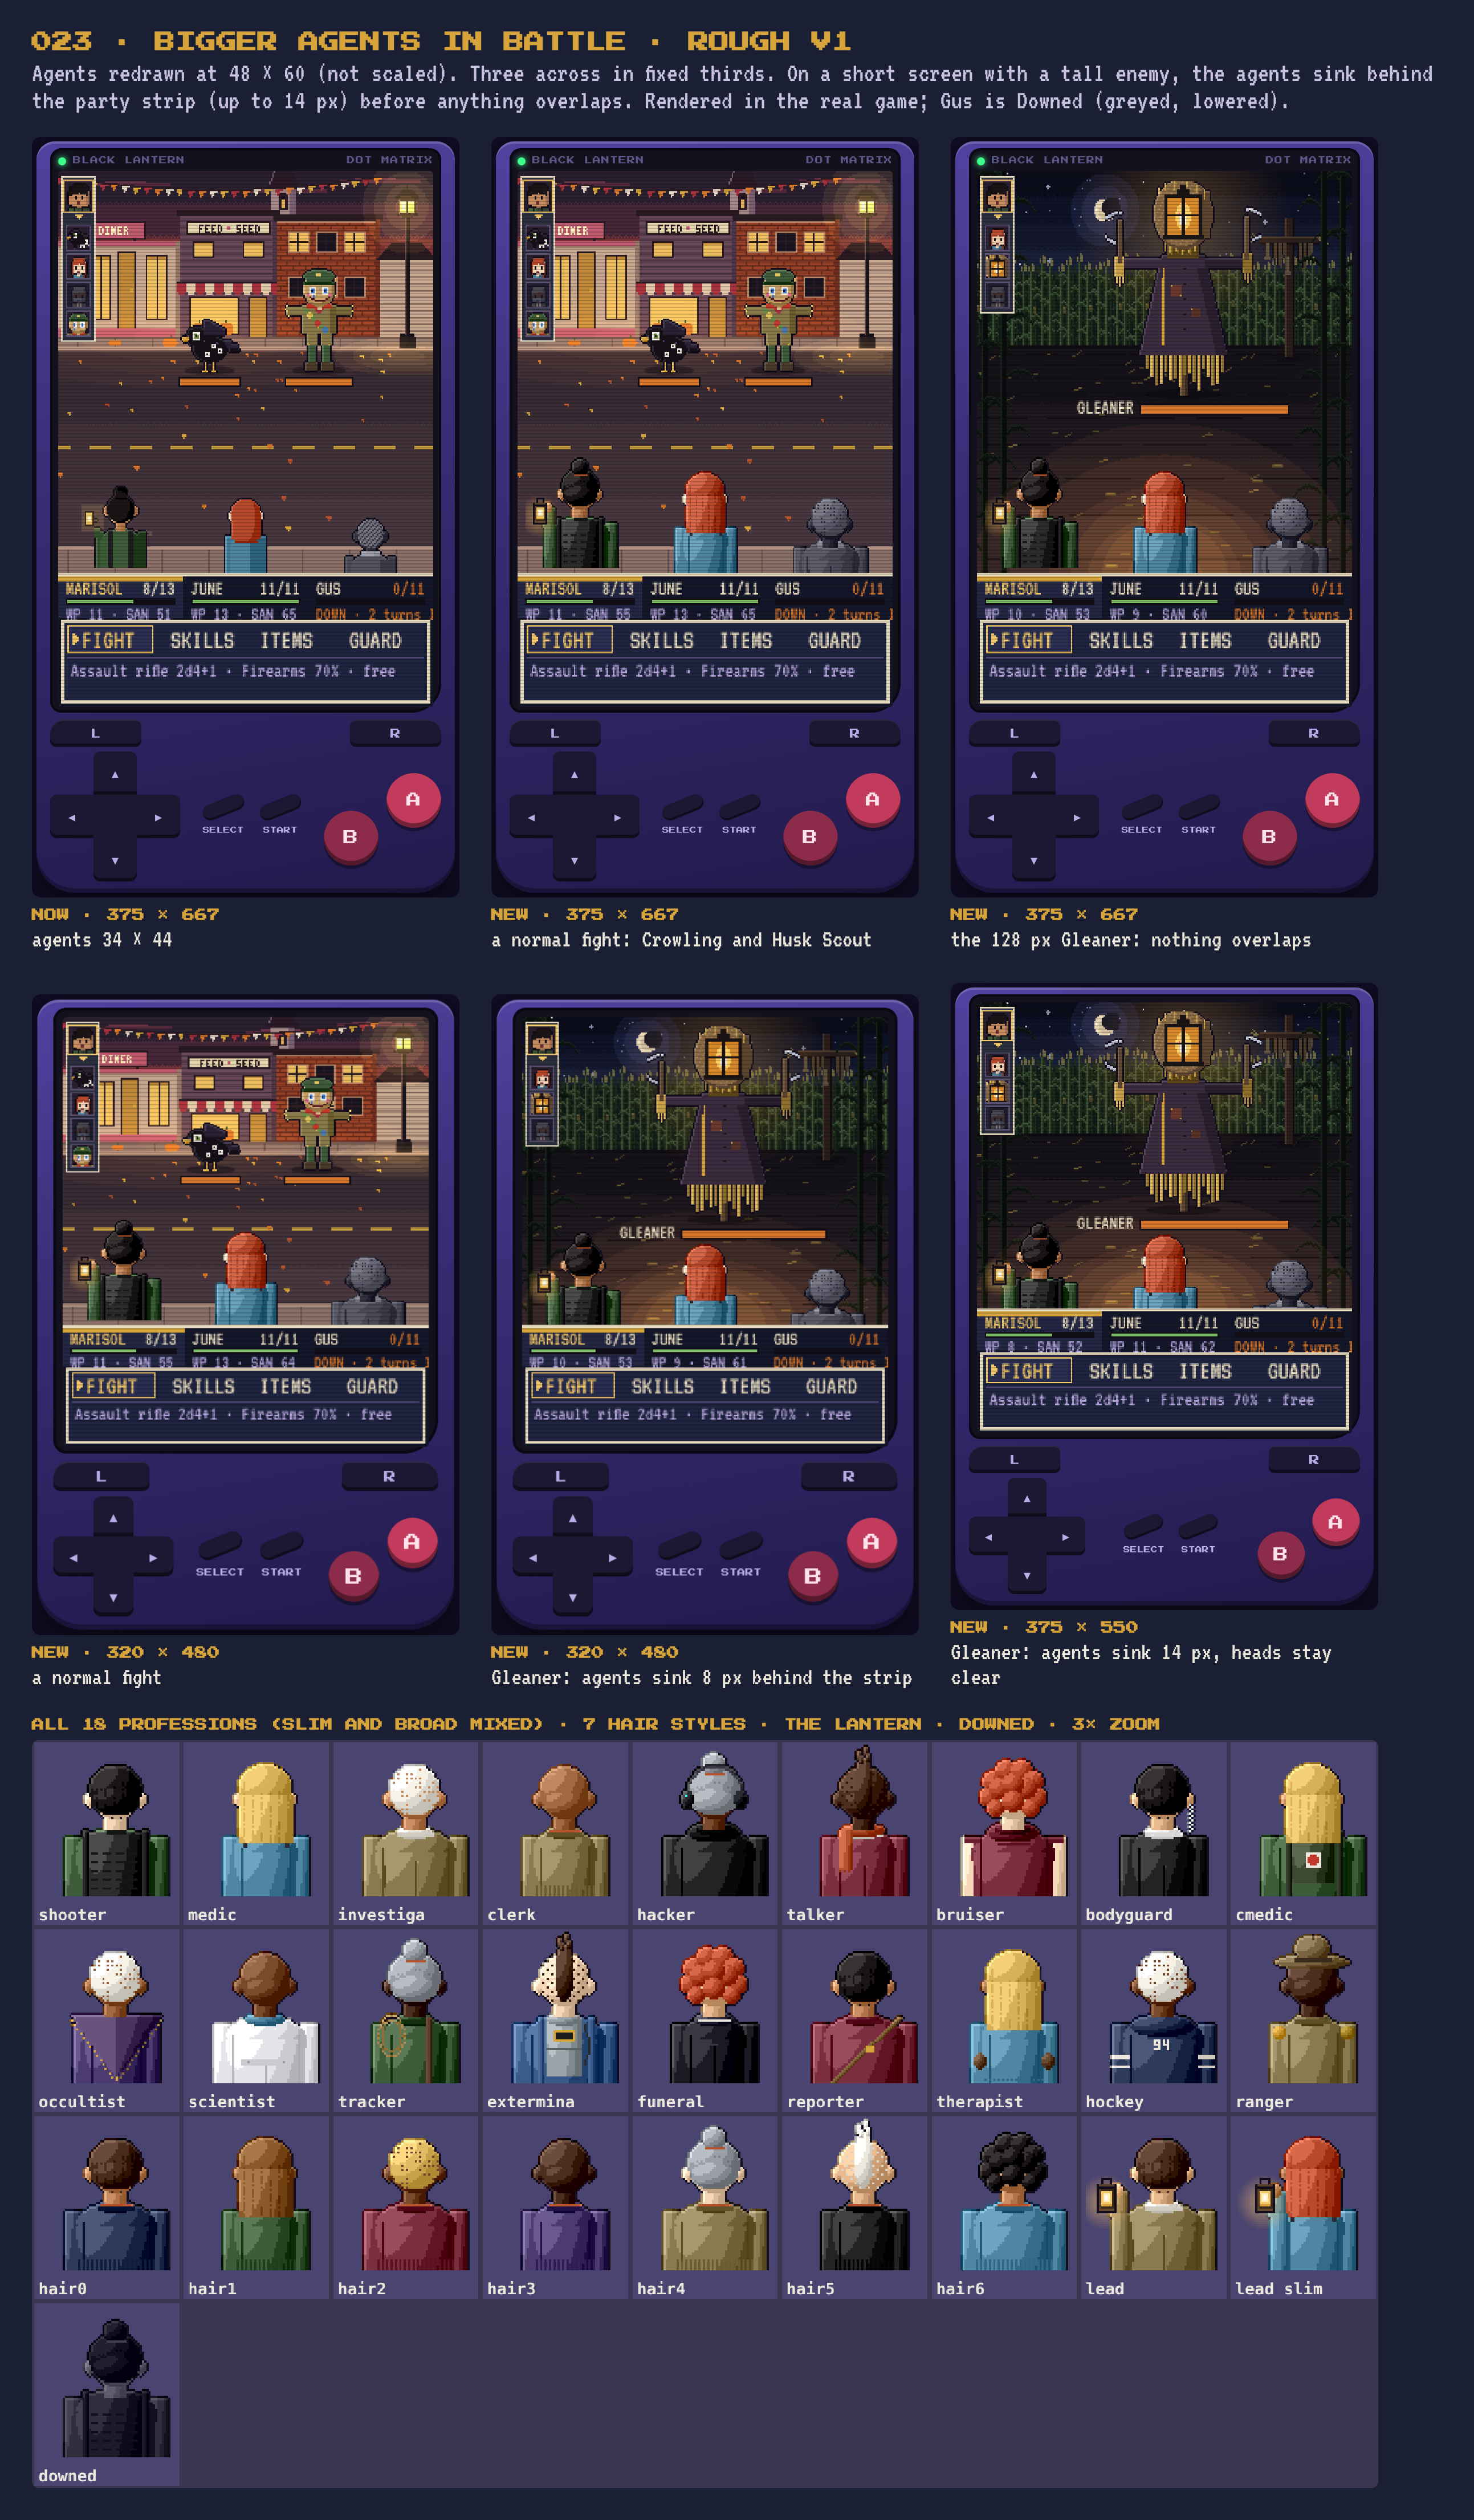 023 · BIGGER AGENTS IN BATTLE · ROUGH V1
Agents redrawn at 48 X 60 (not scaled). Three across in fixed thirds. On a short screen with a tall enemy, the agents sink behind
the party strip (up to 14 px) before anything overlaps. Rendered in the real game; Gus is Downed (greyed, lowered).
BLACK LANTERN DOT MATRIX
DINER
FEED · SEED
MARISOL 8/13 JUNE 11/11 GUS 0/11
WP 11 · SAN 51 WP 13 · SAN 65 DOWN · 2 turns
FIGHT SKILLS ITEMS GUARD
Assault rifle 2d4+1 · Firearms 70% · free
L R
A
B
SELECT START
NOW · 375 × 667
agents 34 X 44
BLACK LANTERN DOT MATRIX
DINER
FEED · SEED
MARISOL 8/13 JUNE 11/11 GUS 0/11
WP 11 · SAN 55 WP 13 · SAN 65 DOWN · 2 turns
FIGHT SKILLS ITEMS GUARD
Assault rifle 2d4+1 · Firearms 70% · free
L R
A
B
SELECT START
NEW · 375 × 667
a normal fight: Crowling and Husk Scout
BLACK LANTERN DOT MATRIX
GLEANER
MARISOL 8/13 JUNE 11/11 GUS 0/11
WP 10 · SAN 53 WP 9 · SAN 60 DOWN · 2 turns
FIGHT SKILLS ITEMS GUARD
Assault rifle 2d4+1 · Firearms 70% · free
L R
A
B
SELECT START
NEW · 375 × 667
the 128 px Gleaner: nothing overlaps
DINER
FEED · SEED
MARISOL 8/13 JUNE 11/11 GUS 0/11
WP 11 · SAN 55 WP 13 · SAN 64 DOWN · 2 turns
FIGHT SKILLS ITEMS GUARD
Assault rifle 2d4+1 · Firearms 70% · free
L R
A
B
SELECT START
NEW · 320 × 480
a normal fight
GLEANER
MARISOL 8/13 JUNE 11/11 GUS 0/11
WP 10 · SAN 53 WP 9 · SAN 61 DOWN · 2 turns
FIGHT SKILLS ITEMS GUARD
Assault rifle 2d4+1 · Firearms 70% · free
L R
A
B
SELECT START
NEW · 320 × 480
Gleaner: agents sink 8 px behind the strip
GLEANER
MARISOL 8/13 JUNE 11/11 GUS 0/11
WP 8 · SAN 52 WP 11 · SAN 62 DOWN · 2 turns
FIGHT SKILLS ITEMS GUARD
Assault rifle 2d4+1 · Firearms 70% · free
L R
A
B
SELECT START
NEW · 375 × 550
Gleaner: agents sink 14 px, heads stay
clear
ALL 18 PROFESSIONS (SLIM AND BROAD MIXED) · 7 HAIR STYLES · THE LANTERN · DOWNED · 3× ZOOM
shooter medic investiga clerk hacker talker bruiser bodyguard cmedic
94
occultist scientist tracker extermina funeral reporter therapist hockey ranger
hair0 hair1 hair2 hair3 hair4 hair5 hair6 lead lead slim
downed